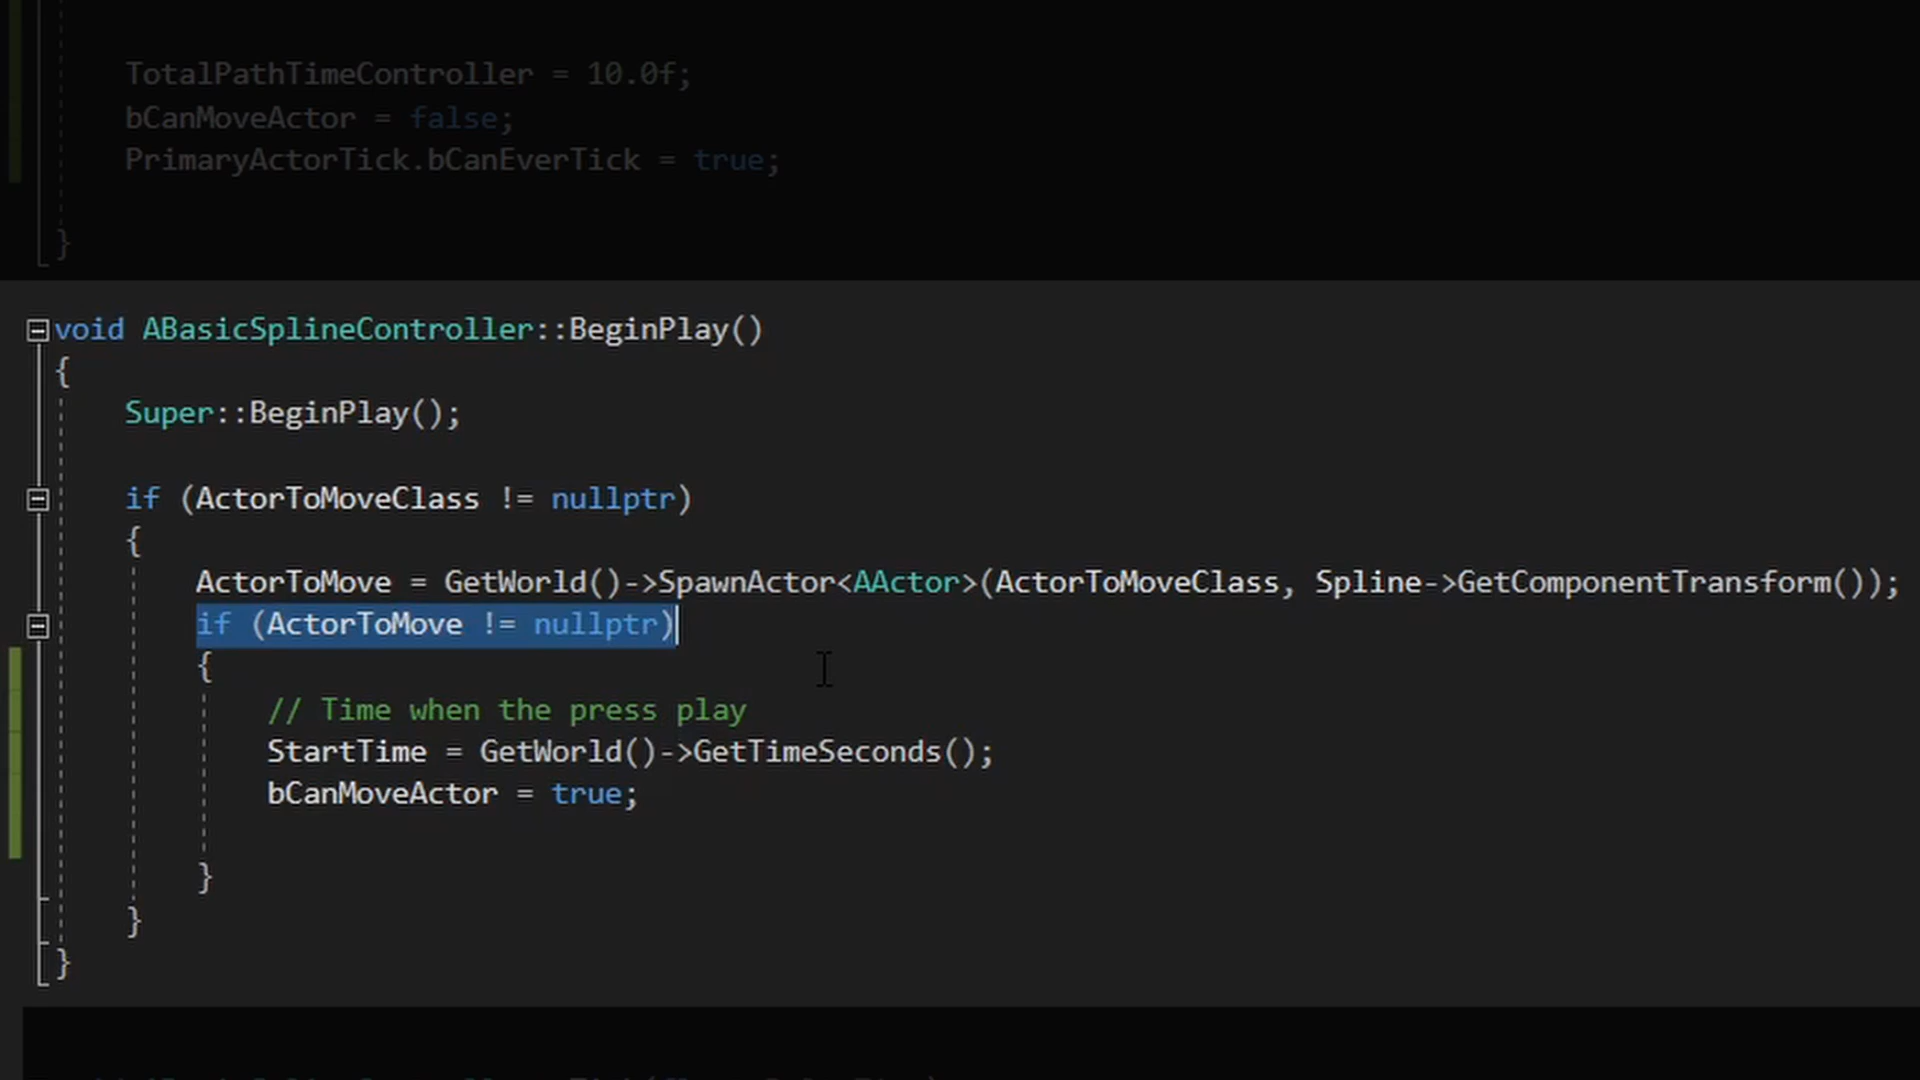 TotalPathTimeController = 10.0f;
bCanMoveActor = false;
PrimaryActorTick.bCanEverTick = true;
}
void ABasicSplineController::BeginPlay()
{
Super::BeginPlay();
if (ActorToMoveClass != nullptr)
{
ActorToMove = GetWorld()->SpawnActor<AActor>(ActorToMoveClass, Spline->GetComponentTransform());
if (ActorToMove != nullptr)
{
// Time when the press play
StartTime = GetWorld()->GetTimeSeconds();
bCanMoveActor = true;
}
}
}